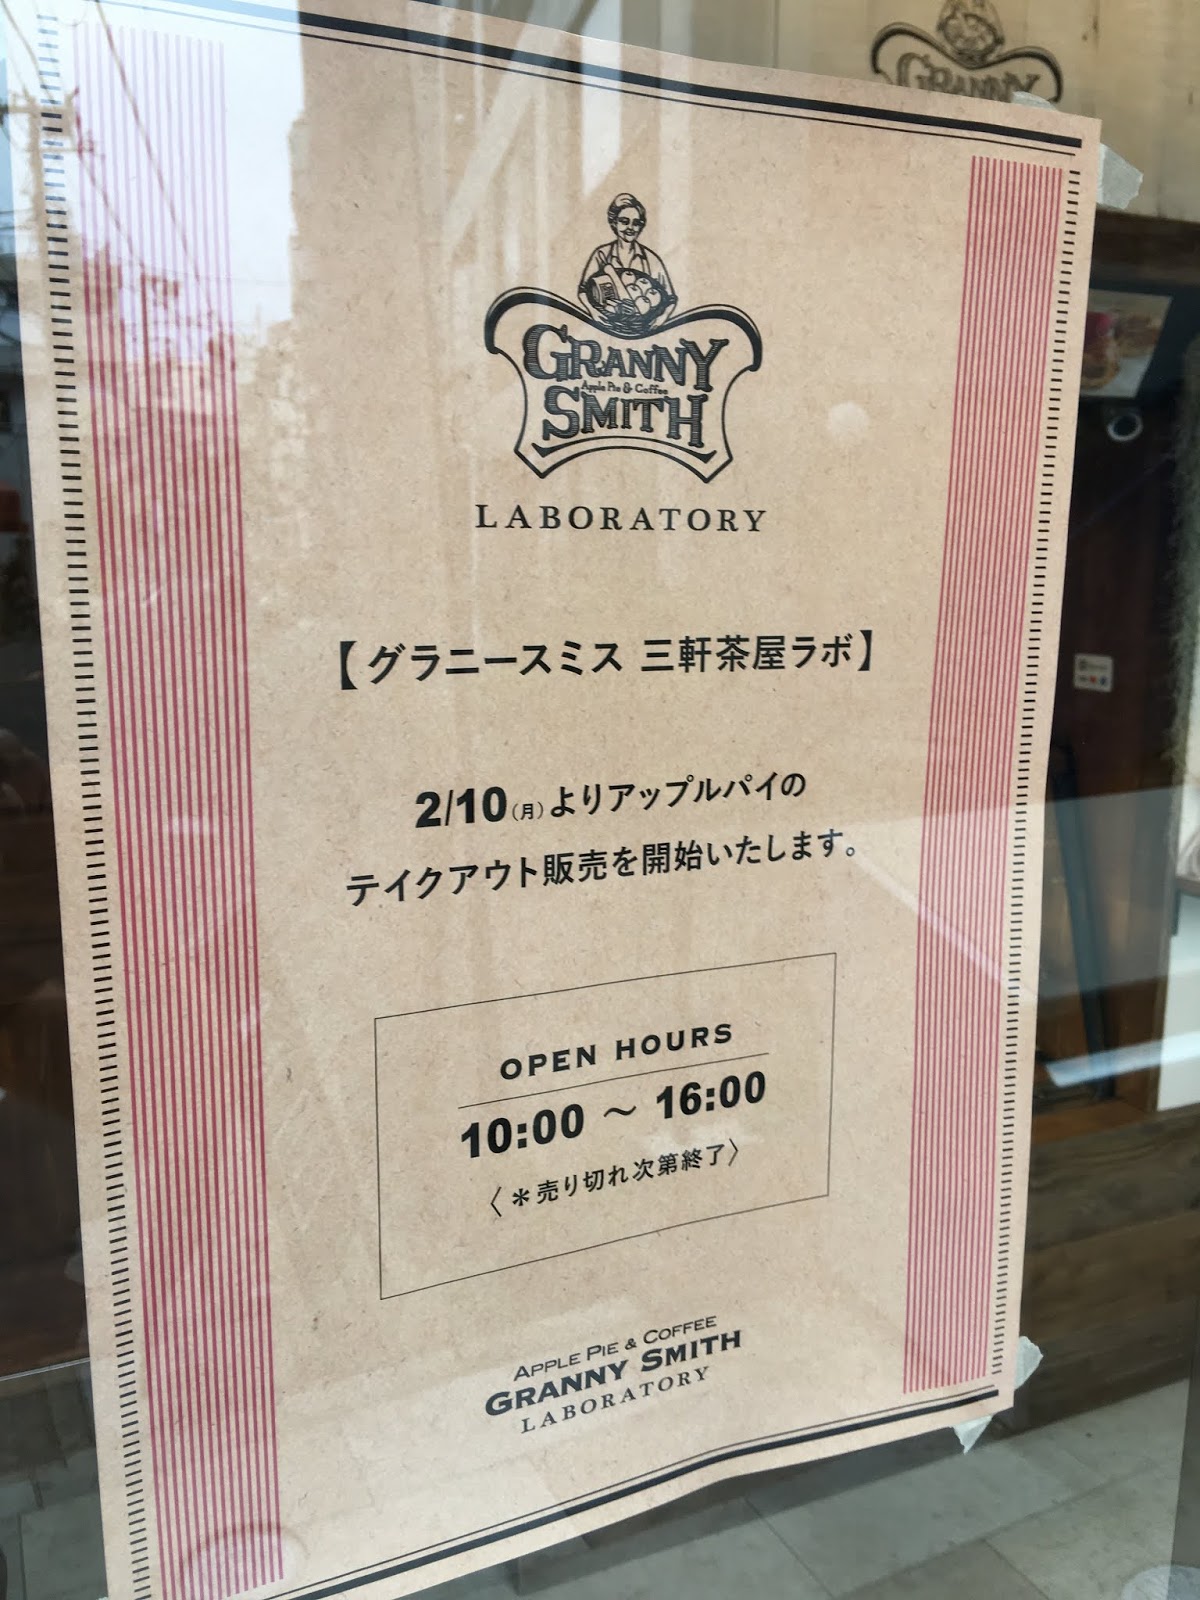 GRANNY
GRANNY
Apple Pie & Coffee
SMITH
LABORATORY
【グラニースミス 三軒茶屋ラボ】
2/10(月)よりアップルパイの
テイクアウト販売を開始いたします。
OPEN HOURS
10:00 ～ 16:00
〈＊売り切れ次第終了〉
APPLE PIE & COFFEE
GRANNY SMITH
LABORATORY